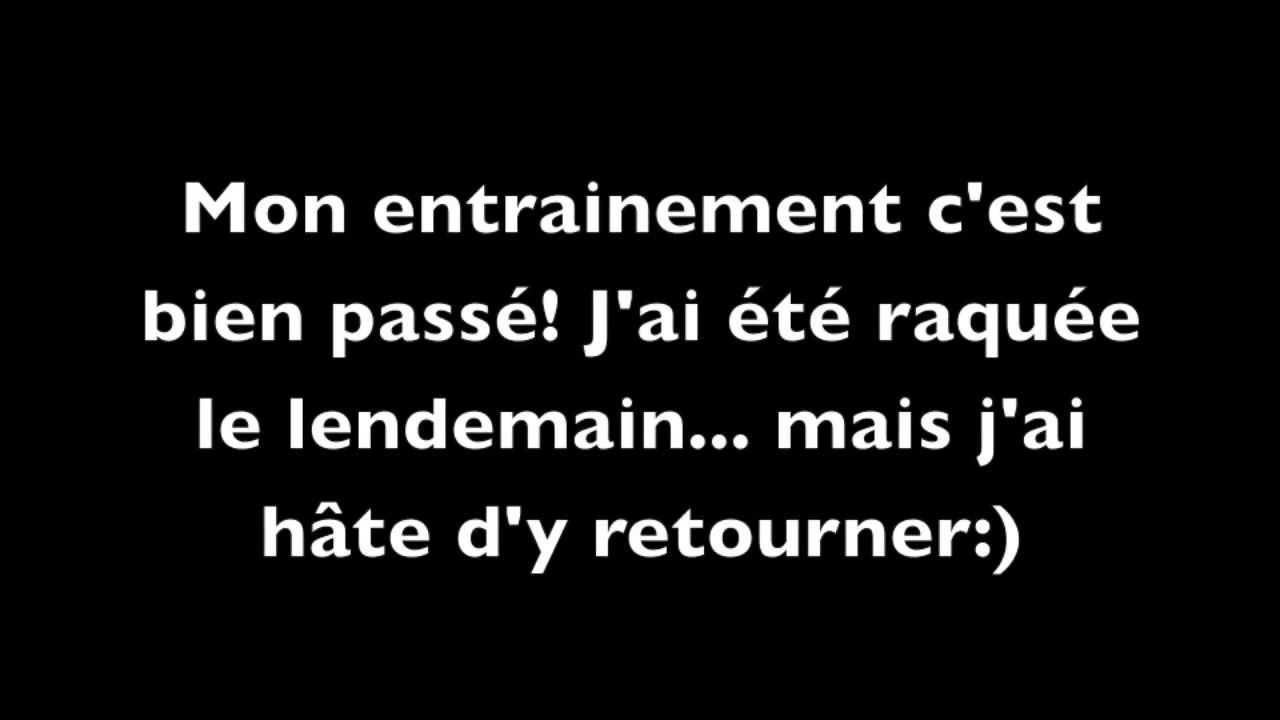 Mon entrainement c'est
bien passé! J'ai été raquée
le lendemain... mais j'ai
hâte d'y retourner:)